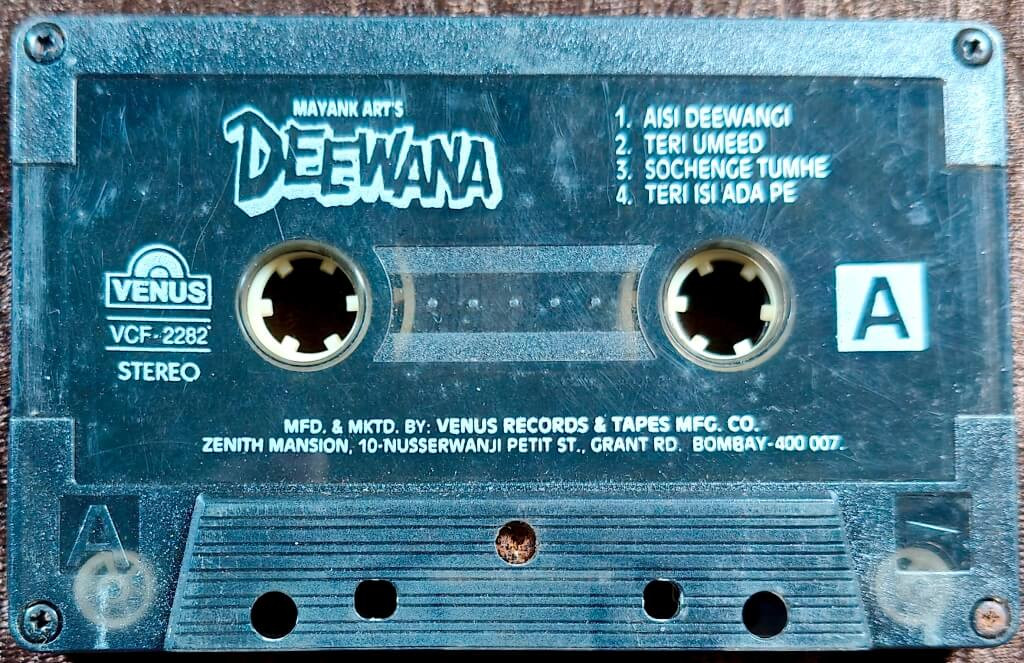 MAYANK ART'S
DEEWANA
1. AISI DEEWANGI
2. TERI UMEED
3. SOCHENGE TUMHE
4. TERI ISI ADA PE
VENUS
VCF-2282
STEREO
A
MFD. & MKTD. BY: VENUS RECORDS & TAPES MFG. CO.
ZENITH MANSION, 10-NUSSERWANJI PETIT ST., GRANT RD. BOMBAY-400 007.
A